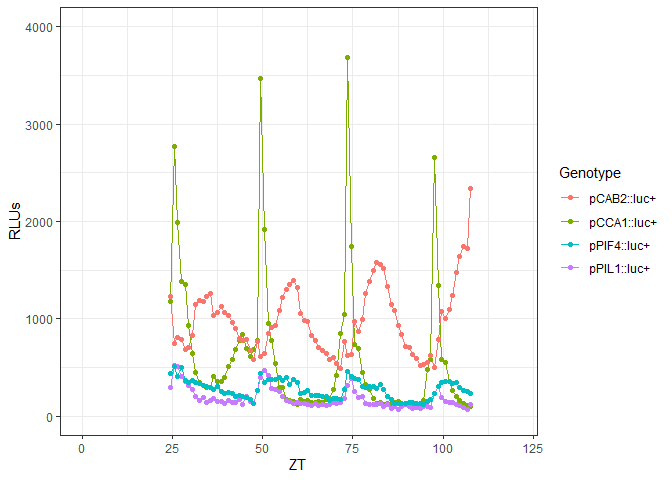 4000
3000
2000
1000
0
RLUs
0 25 50 75 100 125
ZT
Genotype
pCAB2::luc+
pCCA1::luc+
pPIF4::luc+
pPIL1::luc+